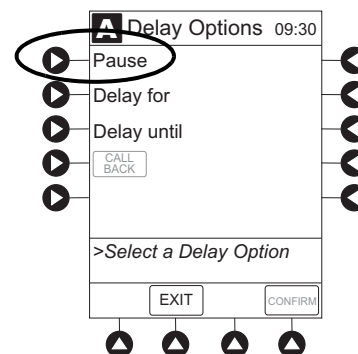 A Delay Options 09:30
Pause
Delay for
Delay until
CALL
BACK
>Select a Delay Option
EXIT CONFIRM